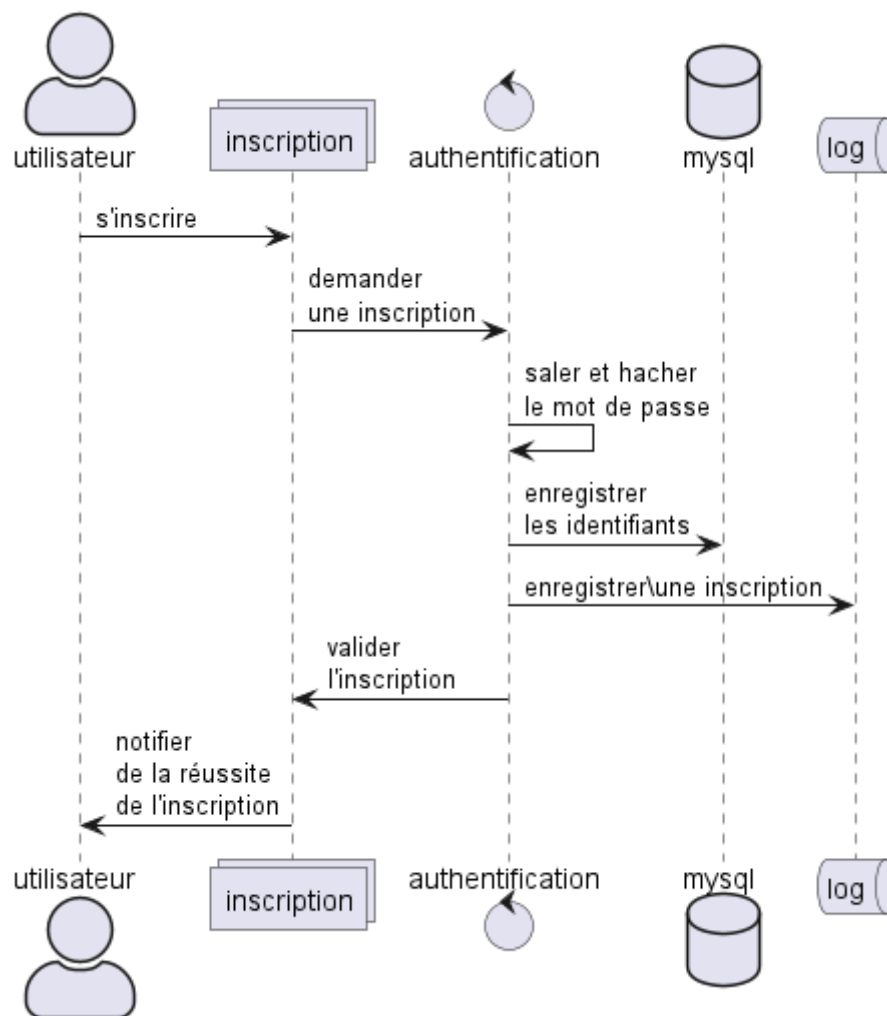 utilisateur
inscription
authentification
mysql
log
s'inscrire
demander
une inscription
saler et hacher
le mot de passe
enregistrer
les identifiants
enregistrer\une inscription
valider
l'inscription
notifier
de la réussite
de l'inscription
utilisateur
inscription
authentification
mysql
log